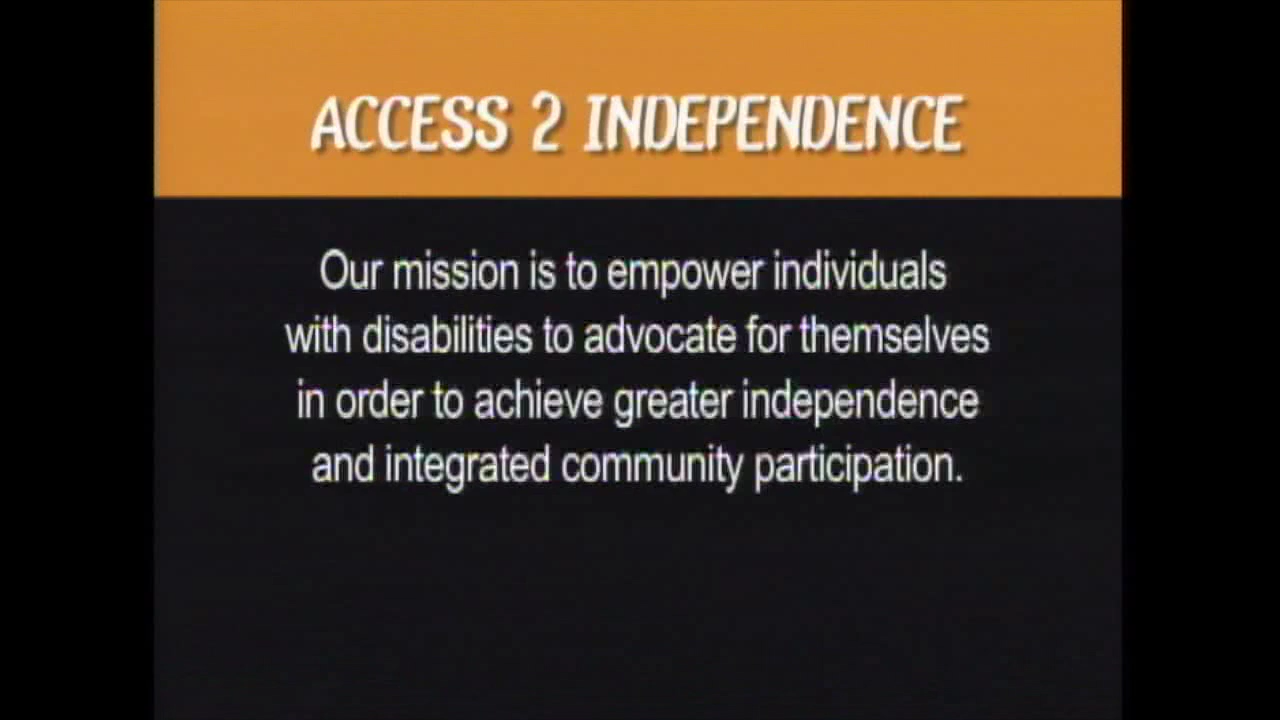 ACCESS 2 INDEPENDENCE
Our mission is to empower individuals
with disabilities to advocate for themselves
in order to achieve greater independence
and integrated community participation.